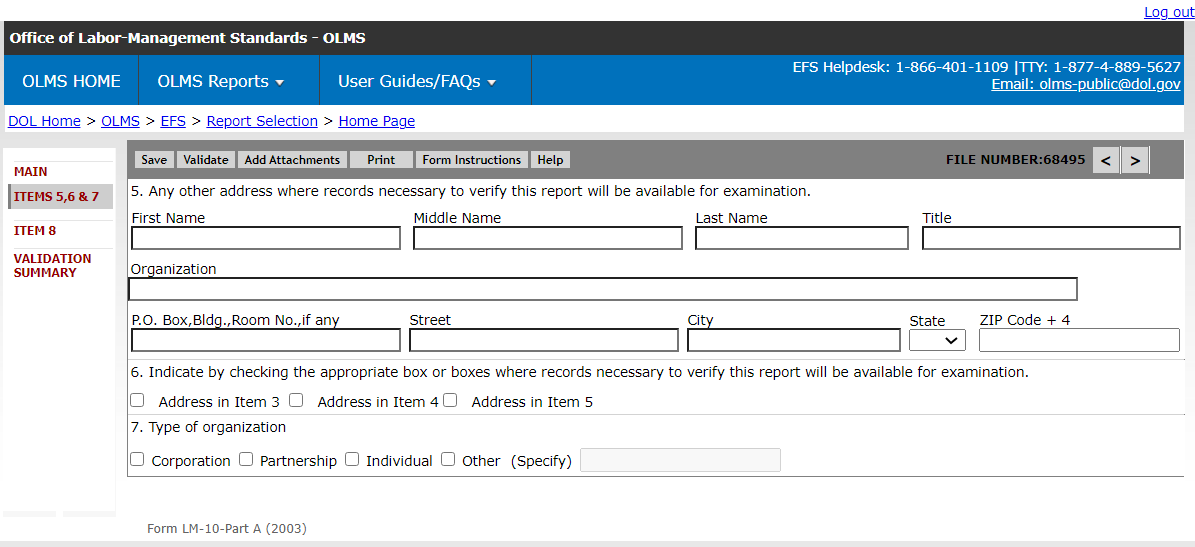 Log out
Office of Labor-Management Standards - OLMS
OLMS HOME OLMS Reports User Guides/FAQs
EFS Helpdesk: 1-866-401-1109 |TTY: 1-877-4-889-5627
Email: olms-public@dol.gov
DOL Home > OLMS > EFS > Report Selection > Home Page
MAIN
ITEMS 5,6 & 7
ITEM 8
VALIDATION
SUMMARY
Save Validate Add Attachments Print Form Instructions Help FILE NUMBER:68495 < >
5. Any other address where records necessary to verify this report will be available for examination.
First Name Middle Name Last Name Title
Organization
P.O. Box,Bldg.,Room No.,if any Street City State ZIP Code + 4
6. Indicate by checking the appropriate box or boxes where records necessary to verify this report will be available for examination.
Address in Item 3 Address in Item 4 Address in Item 5
7. Type of organization
Corporation Partnership Individual Other (Specify)
Form LM-10-Part A (2003)